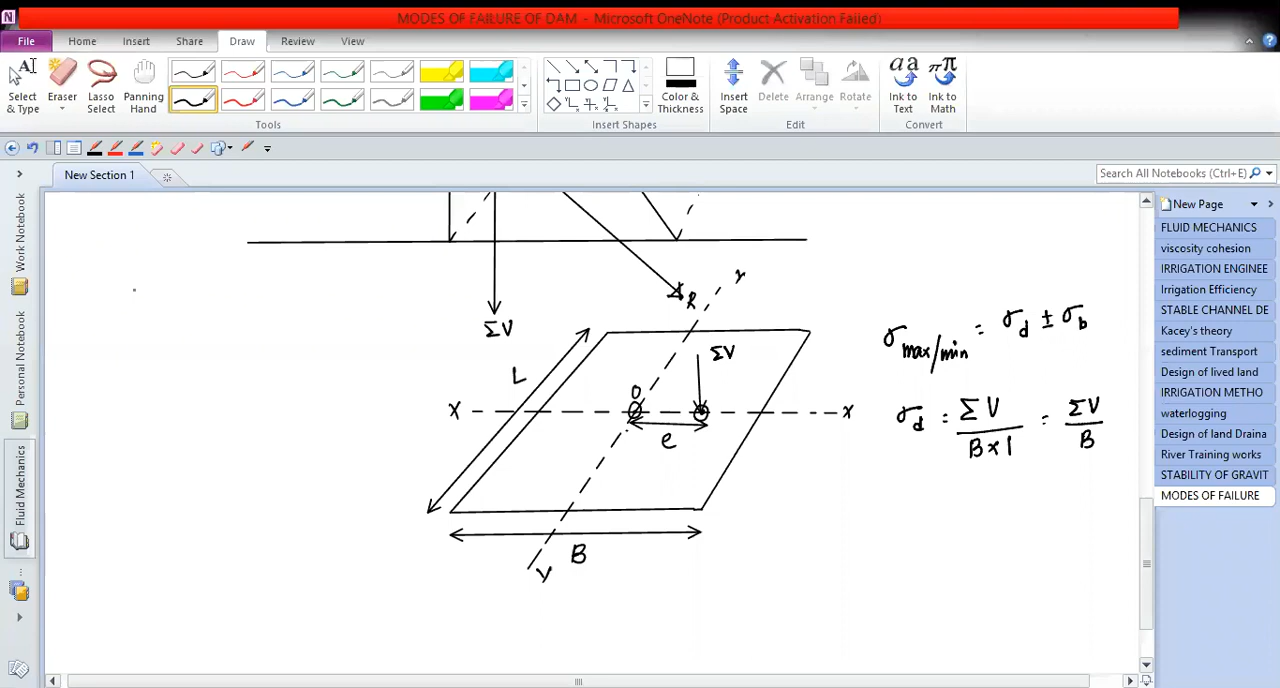 MODES OF FAILURE OF DAM - Microsoft OneNote (Product Activation Failed)
File Home Insert Share Draw Review View
Select & Type
Eraser
Lasso Select
Panning Hand
Color & Thickness
Insert Space
Delete
Arrange
Rotate
Ink to Text
Ink to Math
Tools
Insert Shapes
Edit
Convert
New Section 1
Search All Notebooks (Ctrl+E)
Work Notebook
Personal Notebook
Fluid Mechanics
New Page
FLUID MECHANICS
viscosity cohesion
IRRIGATION ENGINEE
Irrigation Efficiency
STABLE CHANNEL DE
Kacey's theory
sediment Transport
Design of lived land
IRRIGATION METHO
waterlogging
Design of land Draina
River Training works
STABILITY OF GRAVIT
MODES OF FAILURE
R
Y
ΣV
L
ΣV
O
X
X
e
B
Y
σmax/min = σd ± σb
σd = ΣV / B×1 = ΣV / B